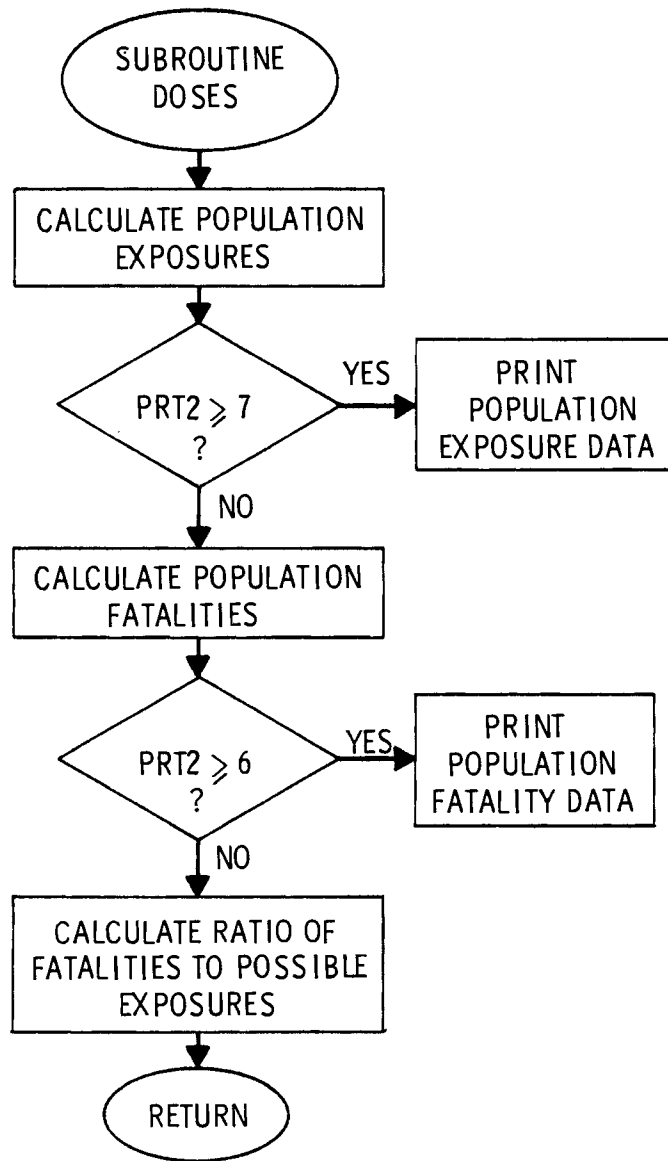 SUBROUTINE
DOSES
CALCULATE POPULATION
EXPOSURES
PRT2 ⩾ 7
?
YES
PRINT
POPULATION
EXPOSURE DATA
NO
CALCULATE POPULATION
FATALITIES
PRT2 ⩾ 6
?
YES
PRINT
POPULATION
FATALITY DATA
NO
CALCULATE RATIO OF
FATALITIES TO POSSIBLE
EXPOSURES
RETURN